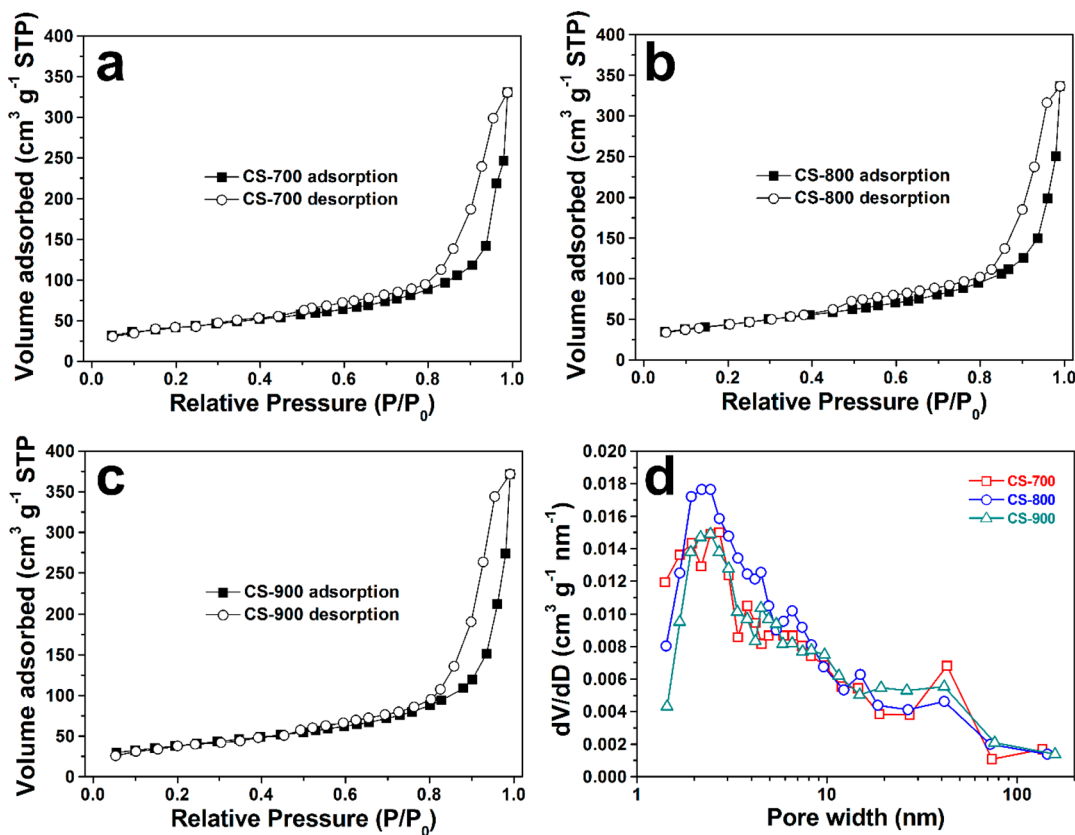 a
Volume adsorbed (cm³ g⁻¹ STP)
400
350
300
250
200
150
100
50
0
CS-700 adsorption
CS-700 desorption
0.0 0.2 0.4 0.6 0.8 1.0
Relative Pressure (P/P₀)
b
Volume adsorbed (cm³ g⁻¹ STP)
400
350
300
250
200
150
100
50
0
CS-800 adsorption
CS-800 desorption
0.0 0.2 0.4 0.6 0.8 1.0
Relative Pressure (P/P₀)
c
Volume adsorbed (cm³ g⁻¹ STP)
400
350
300
250
200
150
100
50
0
CS-900 adsorption
CS-900 desorption
0.0 0.2 0.4 0.6 0.8 1.0
Relative Pressure (P/P₀)
d
dV/dD (cm³ g⁻¹ nm⁻¹)
0.020
0.018
0.016
0.014
0.012
0.010
0.008
0.006
0.004
0.002
0.000
CS-700
CS-800
CS-900
1 10 100
Pore width (nm)